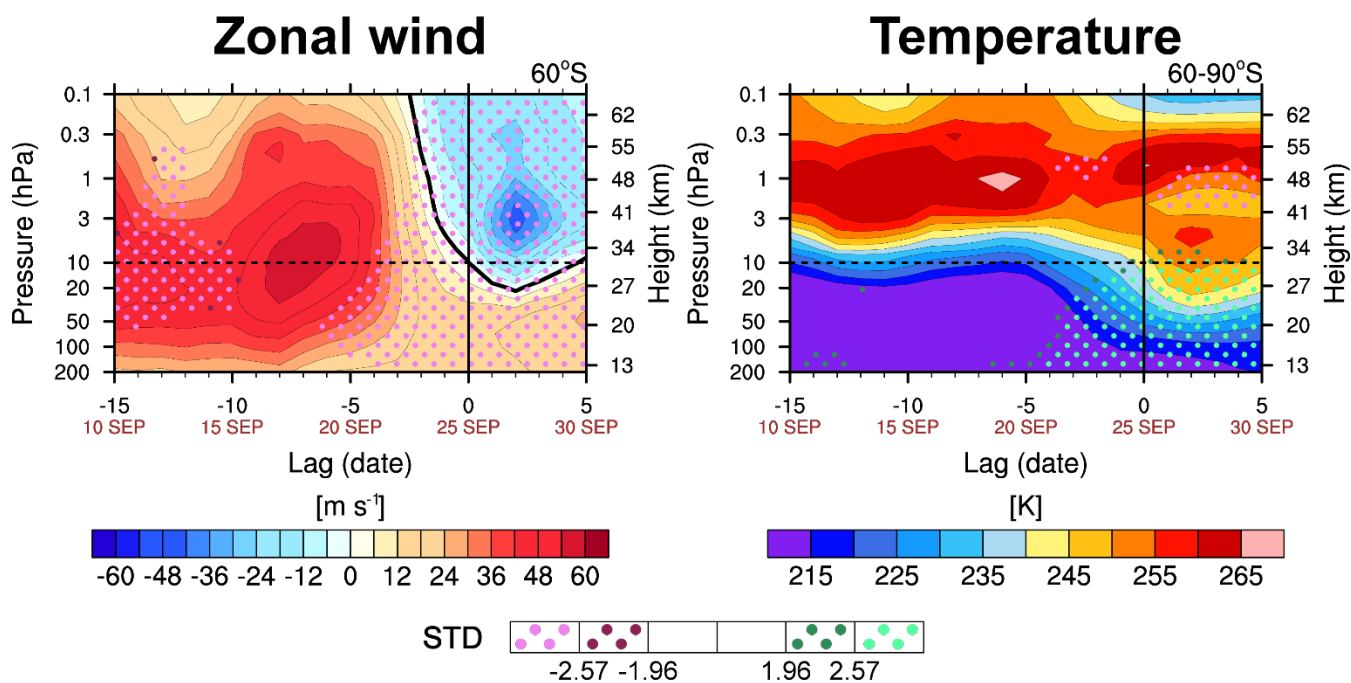 Zonal wind
60°S
Pressure (hPa)
0.1
0.3
1
3
10
20
50
100
200
62
55
48
41
34
27
20
13
Height (km)
-15 -10 -5 0 5
10 SEP 15 SEP 20 SEP 25 SEP 30 SEP
Lag (date)
[m s⁻¹]
-60 -48 -36 -24 -12 0 12 24 36 48 60
Temperature
60-90°S
Pressure (hPa)
0.1
0.3
1
3
10
20
50
100
200
62
55
48
41
34
27
20
13
Height (km)
-15 -10 -5 0 5
10 SEP 15 SEP 20 SEP 25 SEP 30 SEP
Lag (date)
[K]
215 225 235 245 255 265
STD
-2.57 -1.96 1.96 2.57